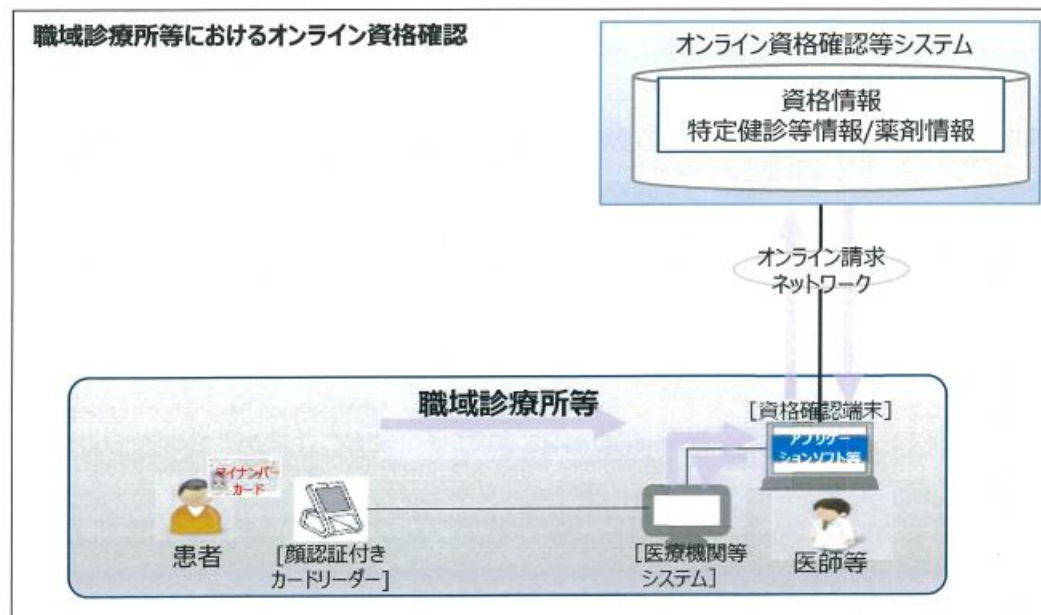 職域診療所等におけるオンライン資格確認
オンライン資格確認等システム
資格情報
特定健診等情報/薬剤情報
オンライン請求
ネットワーク
職域診療所等
[資格確認端末]
アプリケー
ションソフト等
マイナンバー
カード
患者
[顔認証付き
カードリーダー]
[医療機関等
システム]
医師等